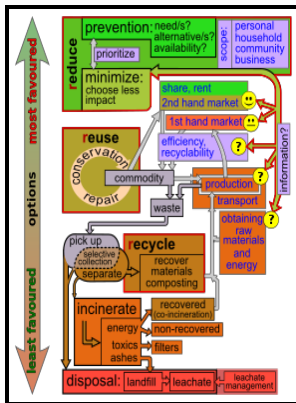 most favoured
options
least favoured
reduce
prevention:
need/s?
alternative/s?
availability?
prioritize
minimize:
choose less
impact
scope:
personal
household
community
business
share, rent
2nd hand market
1st hand market
efficiency,
recyclability
?
information?
reuse
conservation
repair
commodity
production
?
transport
waste
obtaining
raw
materials
and energy
?
pick up
selective
collection
separate
recycle
recover
materials
composting
incinerate
energy
toxics
ashes
recovered
(co-incineration)
non-recovered
filters
disposal:
landfill
leachate
leachate
management